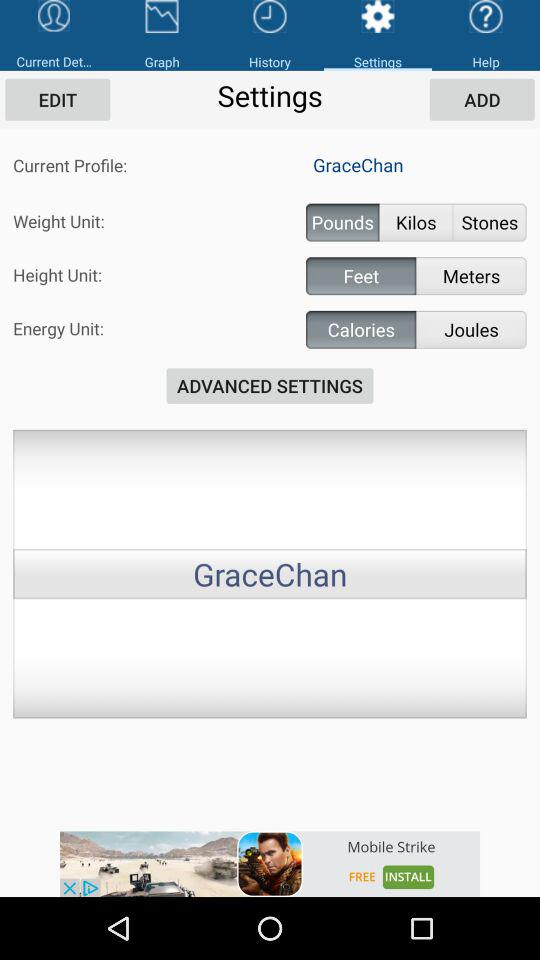 Current Det... Graph History Settings Help
EDIT Settings ADD
Current Profile: GraceChan
Weight Unit: Pounds Kilos Stones
Height Unit: Feet Meters
Energy Unit: Calories Joules
ADVANCED SETTINGS
GraceChan
Mobile Strike
FREE INSTALL